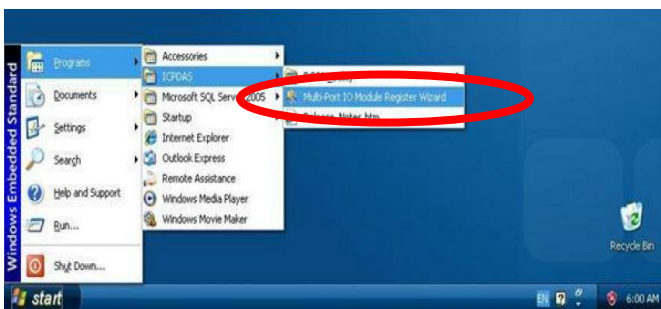 Windows Embedded Standard
Programs
Documents
Settings
Search
Help and Support
Run...
Shut Down...
Accessories
ICPDAS
Microsoft SQL Server 2005
Startup
Internet Explorer
Outlook Express
Remote Assistance
Windows Media Player
Windows Movie Maker
Multi-Port IO Module Register Wizard
Release_Notes.htm
Recycle Bin
start
EN
6:00 AM